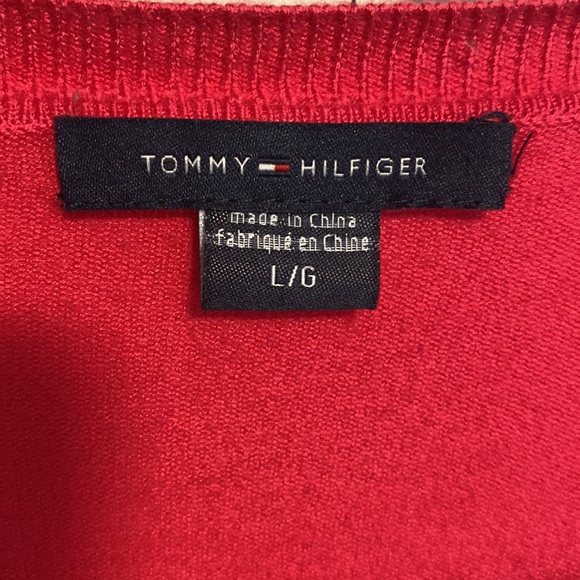 TOMMY HILFIGER
made in China
fabriqué en Chine
L/G